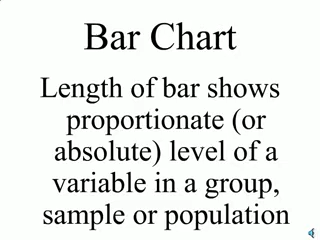 Bar Chart
Length of bar shows
proportionate (or
absolute) level of a
variable in a group,
sample or population